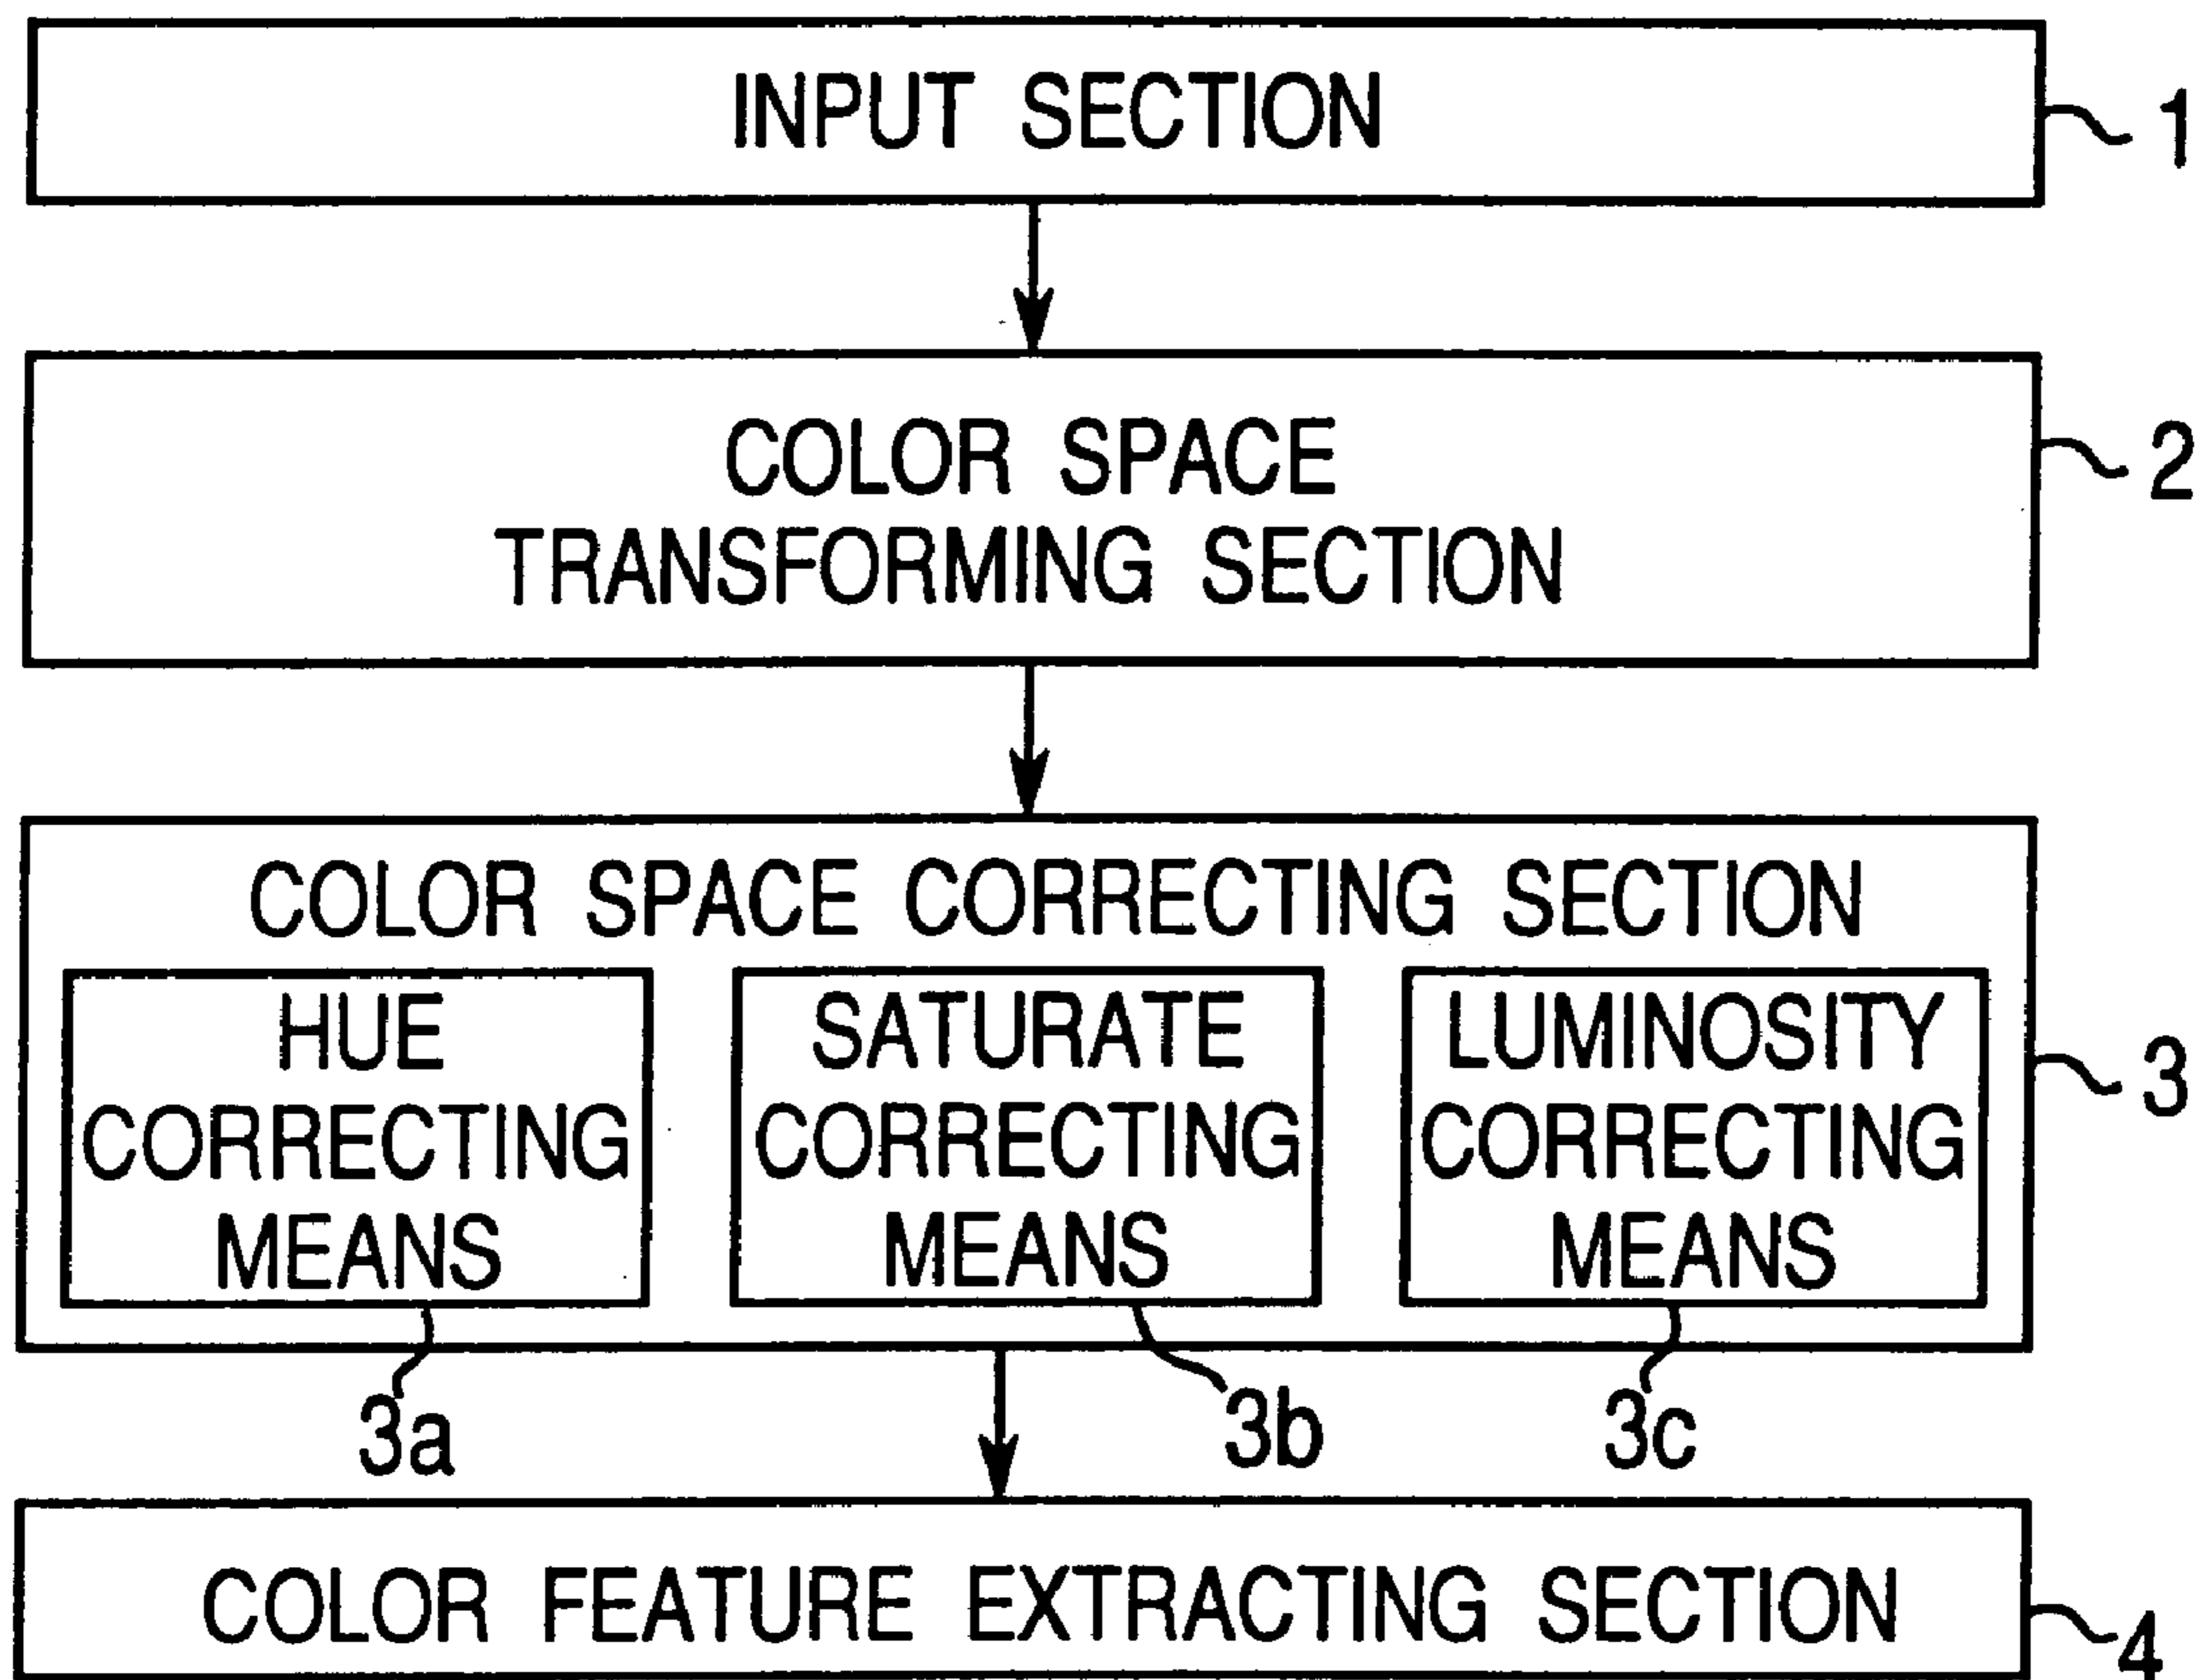 INPUT SECTION
1
COLOR SPACE
TRANSFORMING SECTION
2
COLOR SPACE CORRECTING SECTION
HUE
CORRECTING
MEANS
SATURATE
CORRECTING
MEANS
LUMINOSITY
CORRECTING
MEANS
3
3a
3b
3c
COLOR FEATURE EXTRACTING SECTION
4